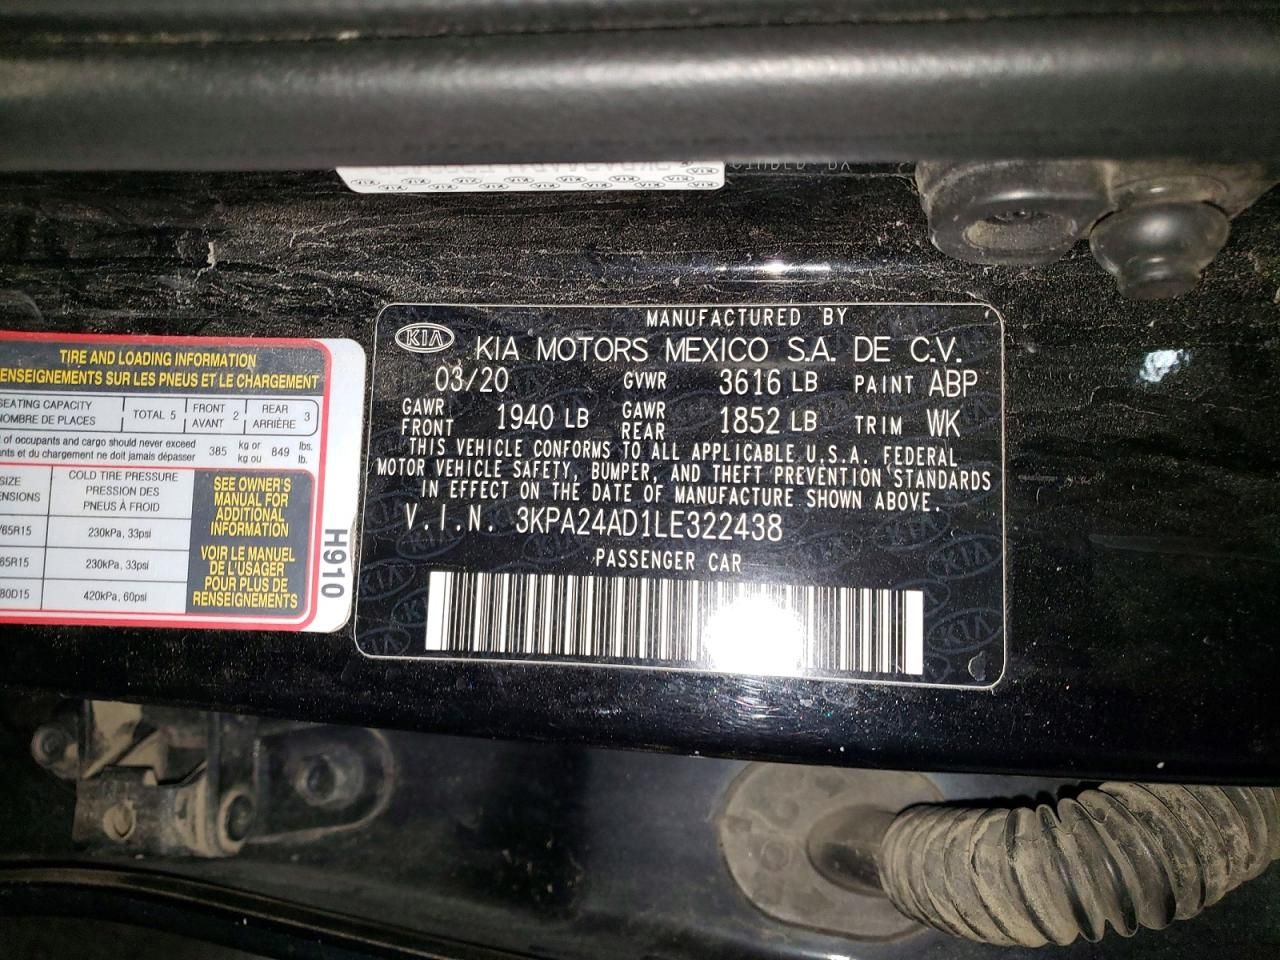 TIRE AND LOADING INFORMATION
RENSEIGNEMENTS SUR LES PNEUS ET LE CHARGEMENT
SEATING CAPACITY TOTAL 5 FRONT 2 REAR 3
NOMBRE DE PLACES AVANT ARRIÈRE
of occupants and cargo should never exceed 385 kg or 849 lbs.
et du chargement ne doit jamais dépasser kg ou lb.
COLD TIRE PRESSURE
PRESSION DES
PNEUS À FROID
65R15 230kPa, 33psi
65R15 230kPa, 33psi
80D15 420kPa, 60psi
SEE OWNER'S
MANUAL FOR
ADDITIONAL
INFORMATION
VOIR LE MANUEL
DE L'USAGER
POUR PLUS DE
RENSEIGNEMENTS
H910
MANUFACTURED BY
KIA KIA MOTORS MEXICO S.A. DE C.V.
03/20 GVWR 3616 LB PAINT ABP
GAWR FRONT 1940 LB GAWR REAR 1852 LB TRIM WK
THIS VEHICLE CONFORMS TO ALL APPLICABLE U.S.A. FEDERAL
MOTOR VEHICLE SAFETY, BUMPER, AND THEFT PREVENTION STANDARDS
IN EFFECT ON THE DATE OF MANUFACTURE SHOWN ABOVE.
V.I.N. 3KPA24AD1LE322438
PASSENGER CAR